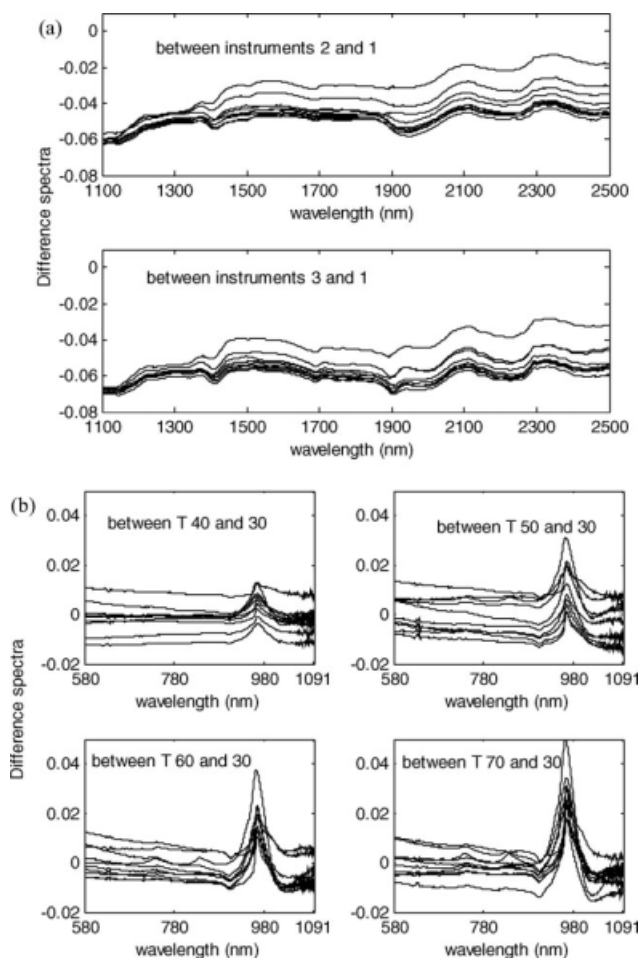 (a)
0
-0.02
-0.04
-0.06
-0.08
between instruments 2 and 1
1100 1300 1500 1700 1900 2100 2300 2500
wavelength (nm)
Difference spectra
0
-0.02
-0.04
-0.06
-0.08
between instruments 3 and 1
1100 1300 1500 1700 1900 2100 2300 2500
wavelength (nm)
(b)
0.04
0.02
0
-0.02
between T 40 and 30
580 780 980 1091
wavelength (nm)
0.04
0.02
0
-0.02
between T 50 and 30
580 780 980 1091
wavelength (nm)
Difference spectra
0.04
0.02
0
-0.02
between T 60 and 30
580 780 980 1091
wavelength (nm)
0.04
0.02
0
-0.02
between T 70 and 30
580 780 980 1091
wavelength (nm)